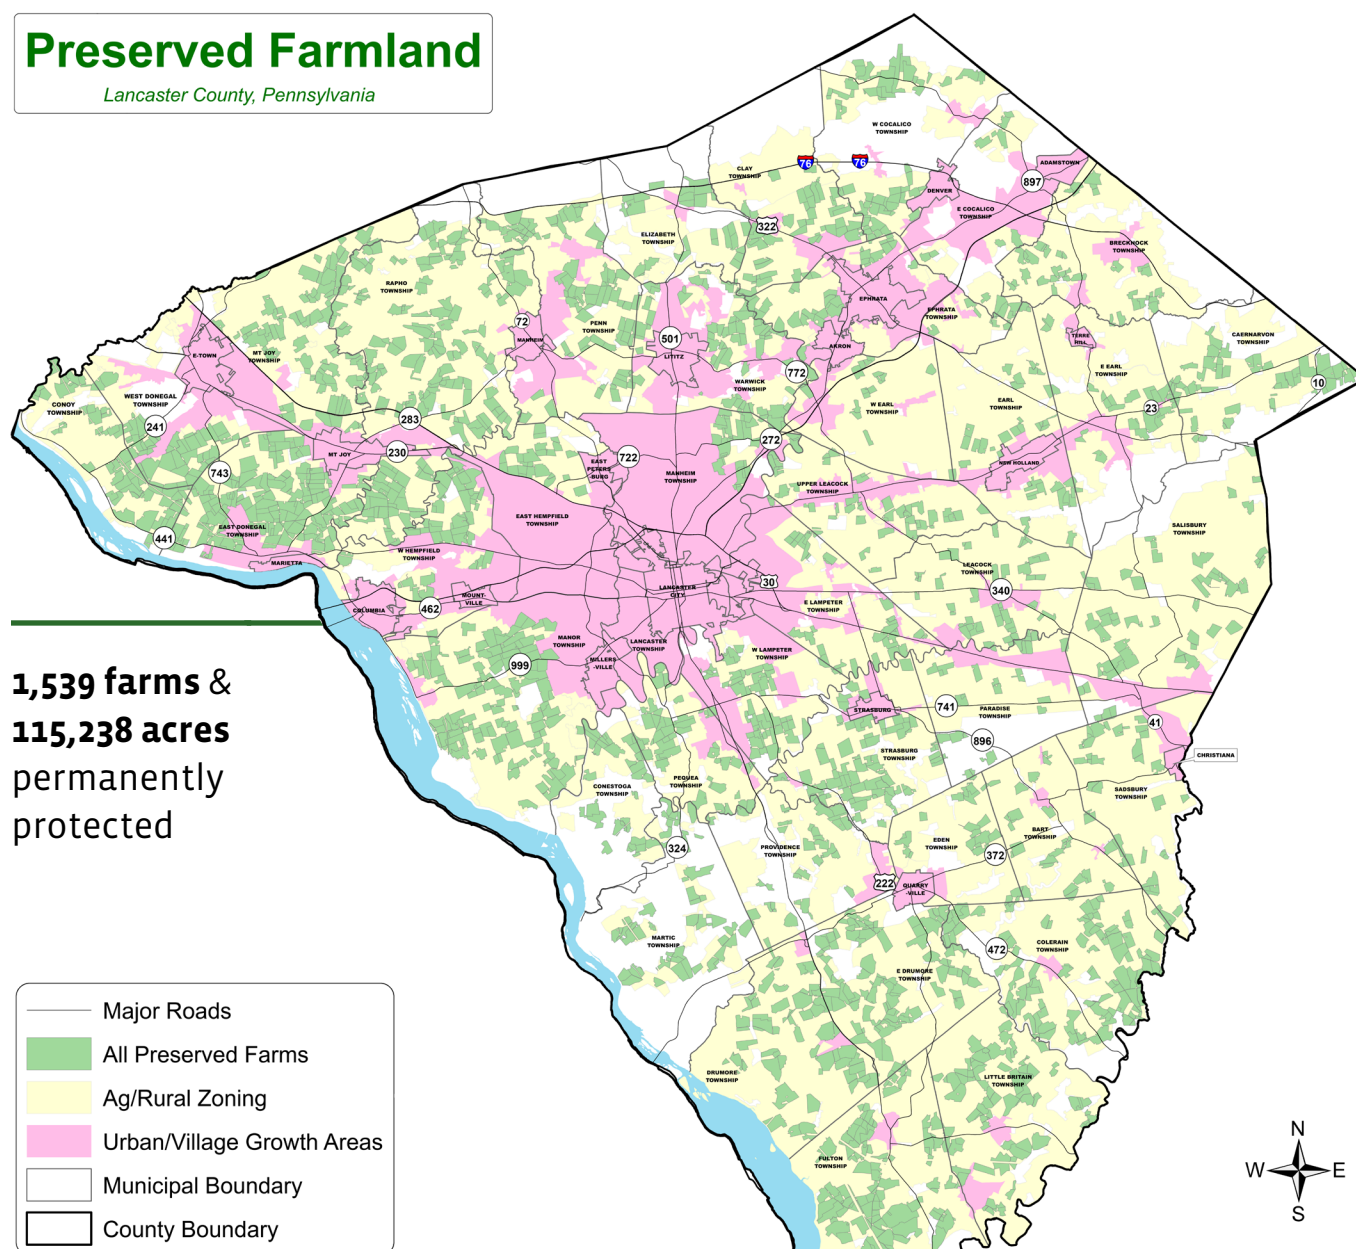 Preserved Farmland
Lancaster County, Pennsylvania
W COCALICO
TOWNSHIP
76
76
CLAY
TOWNSHIP
ADAMSTOWN
897
DENVER
E COCALICO
TOWNSHIP
322
ELIZABETH
TOWNSHIP
BRECKNOCK
TOWNSHIP
RAPHO
TOWNSHIP
EPHRATA
EPHRATA
TOWNSHIP
72
PENN
TOWNSHIP
MANHEIM
501
LITITZ
AKRON
TERRE
HILL
CAERNARVON
TOWNSHIP
E-TOWN
MT JOY
TOWNSHIP
772
WARWICK
TOWNSHIP
E EARL
TOWNSHIP
10
CONOY
TOWNSHIP
WEST DONEGAL
TOWNSHIP
241
283
W EARL
TOWNSHIP
EARL
TOWNSHIP
23
272
MT JOY
230
722
EAST
PETERS
BURG
MANHEIM
TOWNSHIP
NEW HOLLAND
743
UPPER LEACOCK
TOWNSHIP
EAST HEMPFIELD
TOWNSHIP
SALISBURY
TOWNSHIP
441
EAST DONEGAL
TOWNSHIP
W HEMPFIELD
TOWNSHIP
MARIETTA
LEACOCK
TOWNSHIP
30
LANCASTER
CITY
340
COLUMBIA
462
MOUNT-
VILLE
E LAMPETER
TOWNSHIP
MANOR
TOWNSHIP
LANCASTER
TOWNSHIP
999
MILLERS
-VILLE
W LAMPETER
TOWNSHIP
1,539 farms &
115,238 acres
permanently
protected
STRASBURG
741
PARADISE
TOWNSHIP
41
896
STRASBURG
TOWNSHIP
CHRISTIANA
CONESTOGA
TOWNSHIP
PEQUEA
TOWNSHIP
SADSBURY
TOWNSHIP
324
PROVIDENCE
TOWNSHIP
EDEN
TOWNSHIP
BART
TOWNSHIP
372
222
QUARRY
-VILLE
MARTIC
TOWNSHIP
472
COLERAIN
TOWNSHIP
E DRUMORE
TOWNSHIP
DRUMORE
TOWNSHIP
LITTLE BRITAIN
TOWNSHIP
FULTON
TOWNSHIP
Major Roads
All Preserved Farms
Ag/Rural Zoning
Urban/Village Growth Areas
Municipal Boundary
County Boundary
N
W E
S